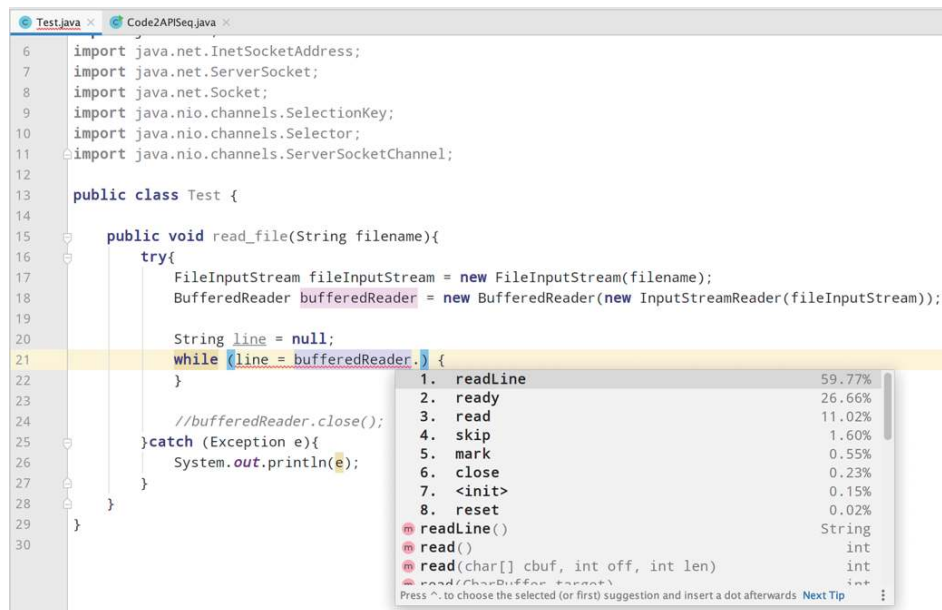 Test.java × Code2APISeq.java ×
6 import java.net.InetSocketAddress;
7 import java.net.ServerSocket;
8 import java.net.Socket;
9 import java.nio.channels.SelectionKey;
10 import java.nio.channels.Selector;
11 import java.nio.channels.ServerSocketChannel;
12
13 public class Test {
14
15 public void read_file(String filename){
16 try{
17 FileInputStream fileInputStream = new FileInputStream(filename);
18 BufferedReader bufferedReader = new BufferedReader(new InputStreamReader(fileInputStream));
19
20 String line = null;
21 while (line = bufferedReader.) {
22 }
23
24 //bufferedReader.close();
25 }catch (Exception e){
26 System.out.println(e);
27 }
28 }
29 }
30
1. readLine 59.77%
2. ready 26.66%
3. read 11.02%
4. skip 1.60%
5. mark 0.55%
6. close 0.23%
7. <init> 0.15%
8. reset 0.02%
m readLine() String
m read() int
m read(char[] cbuf, int off, int len) int
m read(CharBuffer target) int
Press ^. to choose the selected (or first) suggestion and insert a dot afterwards Next Tip